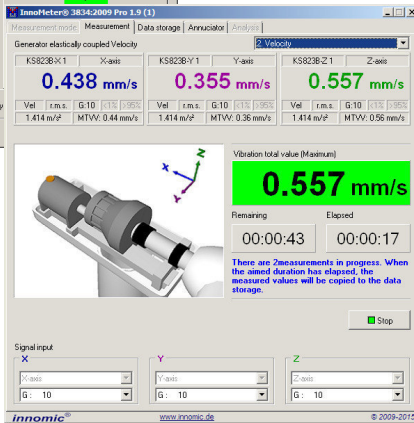 InnoMeter® 3834:2009 Pro 1.9 (1)
Measurement mode Measurement Data storage Annuciator Analysis
Generator elastically coupled Velocity 2 Velocity
KS823B-X 1 X-axis KS823B-Y 1 Y-axis KS823B-Z 1 Z-axis
0.438 mm/s 0.355 mm/s 0.557 mm/s
Vel r.m.s. G:10 <1% >95% Vel r.m.s. G:10 <1% >95% Vel r.m.s. G:10 <1% >95%
1.414 m/s² MTVV: 0.44 mm/s 1.414 m/s² MTVV: 0.36 mm/s 1.414 m/s² MTVV: 0.56 mm/s
Vibration total value (Maximum)
0.557 mm/s
Z
X
Y
Remaining Elapsed
00:00:43 00:00:17
There are 2measurements in progress. When
the aimed duration has elapsed, the
measured values will be copied to the data
storage.
Stop
Signal input
X Y Z
X-axis Y-axis Z-axis
G: 10 G: 10 G: 10
innomic® www.innomic.de © 2009-2015